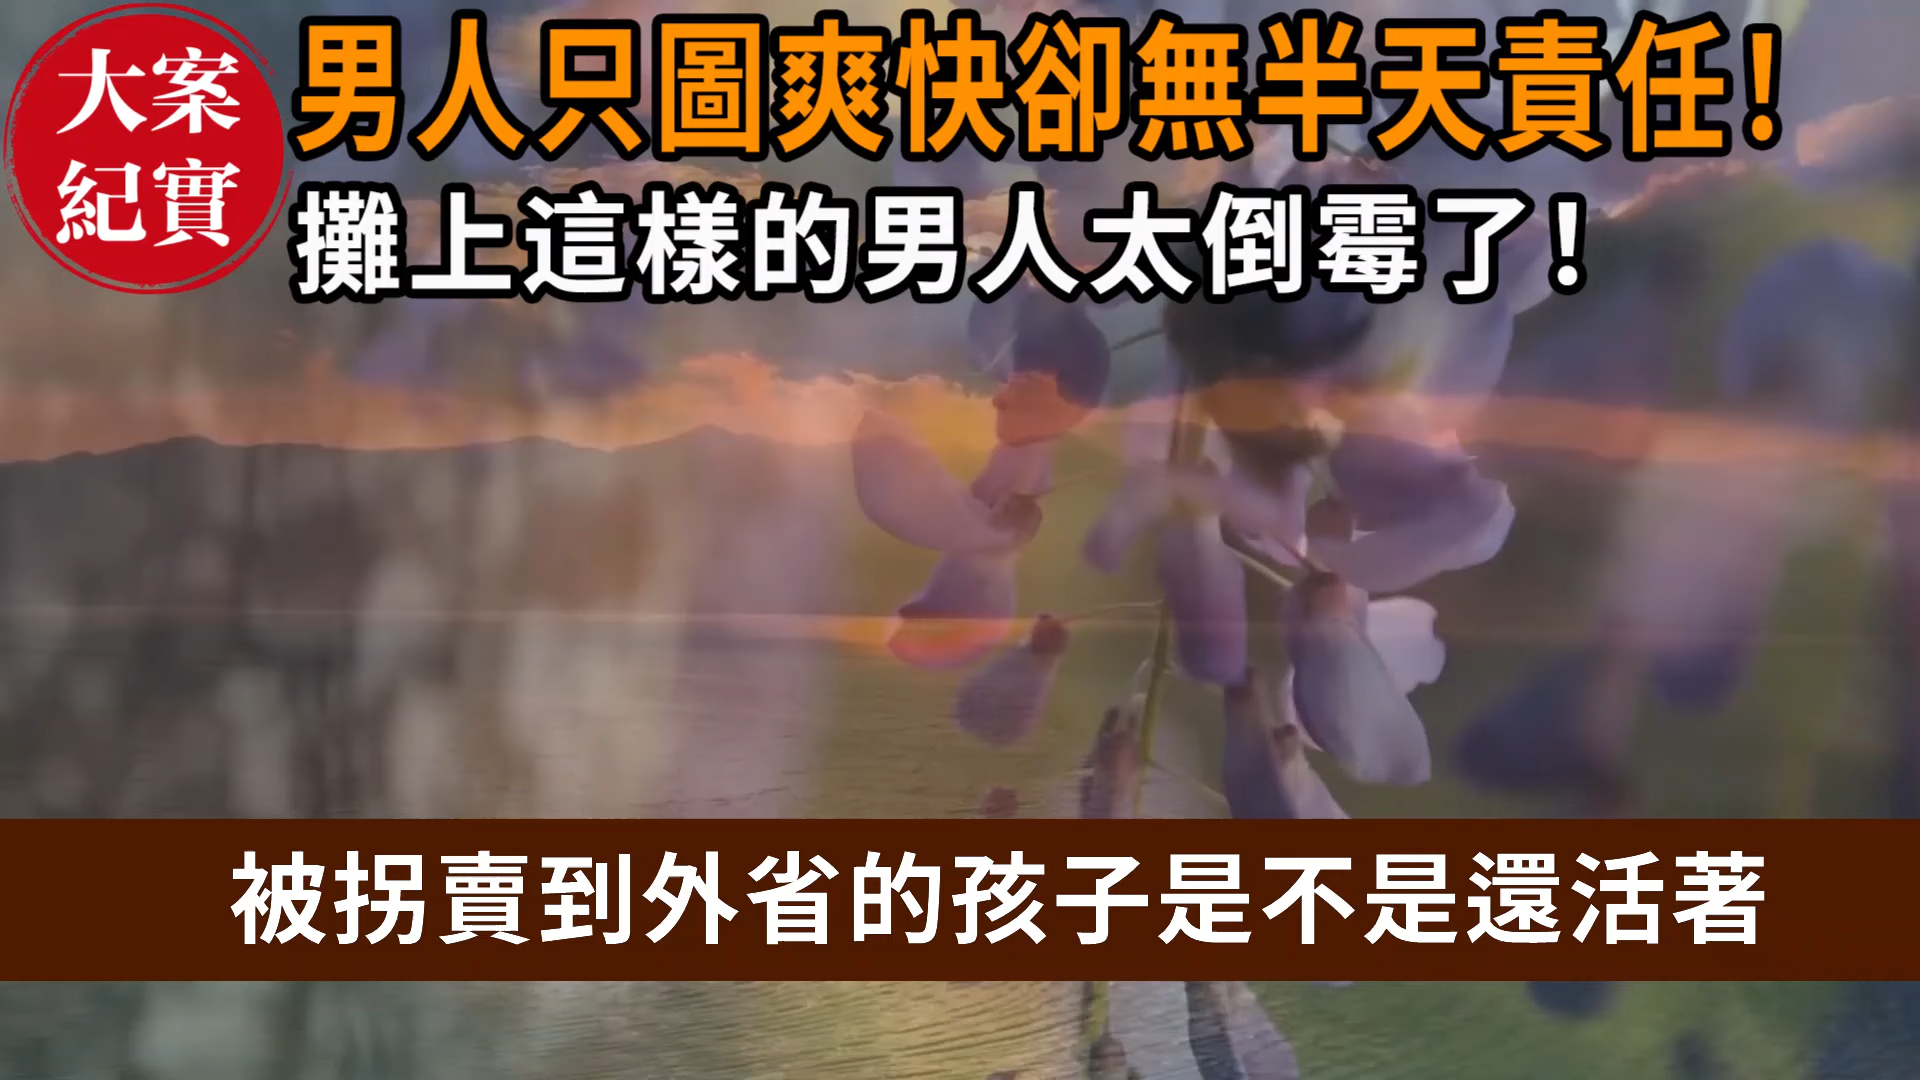 大案
紀實
男人只圖爽快卻無半天責任!
攤上這樣的男人太倒霉了!
被拐賣到外省的孩子是不是還活著